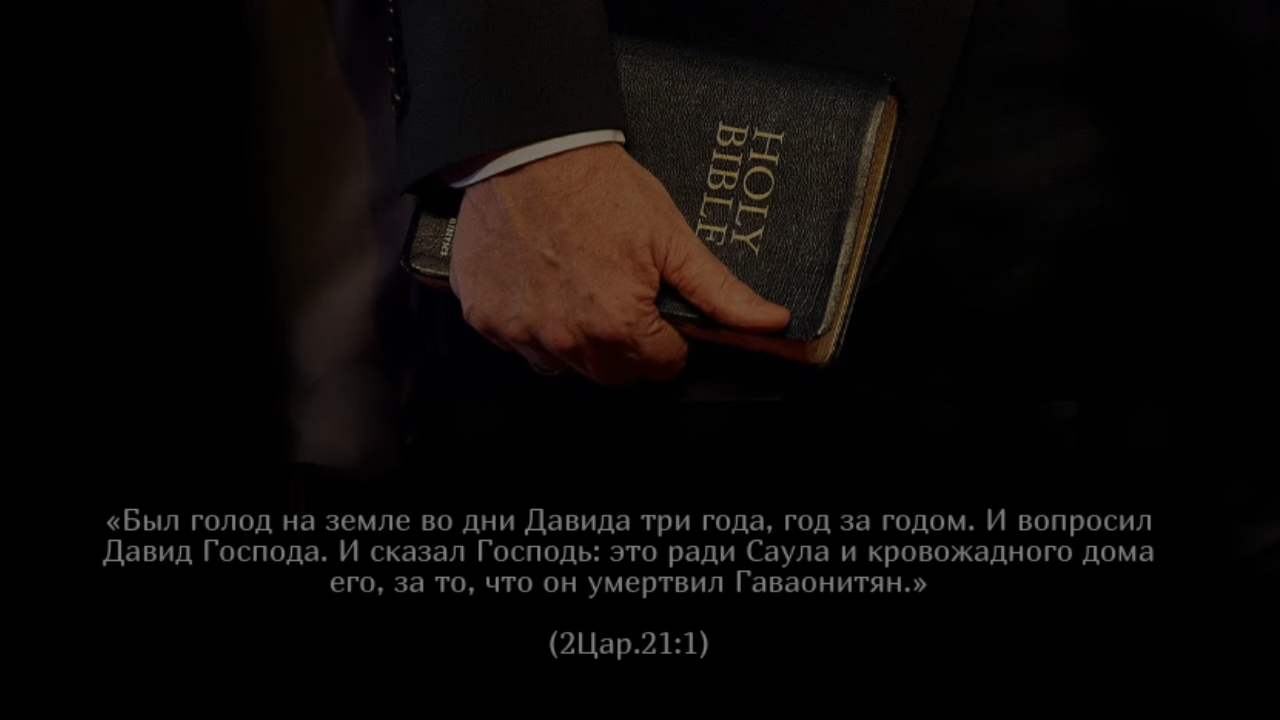 HOLY
BIBLE
«Был голод на земле во дни Давида три года, год за годом. И вопросил
Давид Господа. И сказал Господь: это ради Саула и кровожадного дома
его, за то, что он умертвил Гаваонитян.»
(2Цар.21:1)